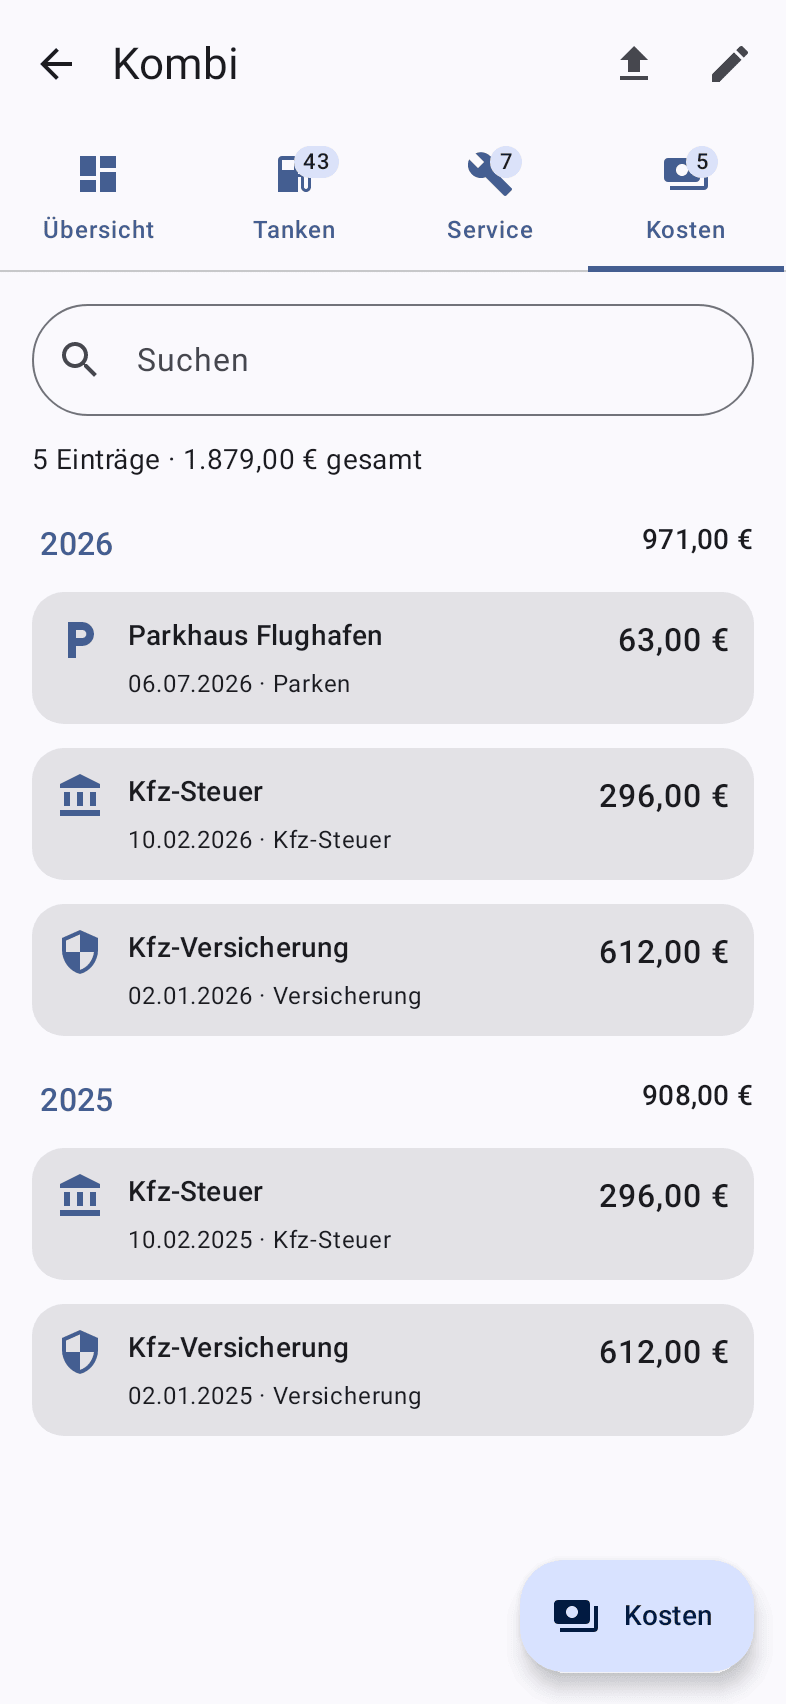 Kombi
43
7
5
Übersicht
Tanken
Service
Kosten
Suchen
5 Einträge · 1.879,00 € gesamt
2026
971,00 €
Parkhaus Flughafen
63,00 €
06.07.2026 · Parken
Kfz-Steuer
296,00 €
10.02.2026 · Kfz-Steuer
Kfz-Versicherung
612,00 €
02.01.2026 · Versicherung
2025
908,00 €
Kfz-Steuer
296,00 €
10.02.2025 · Kfz-Steuer
Kfz-Versicherung
612,00 €
02.01.2025 · Versicherung
Kosten